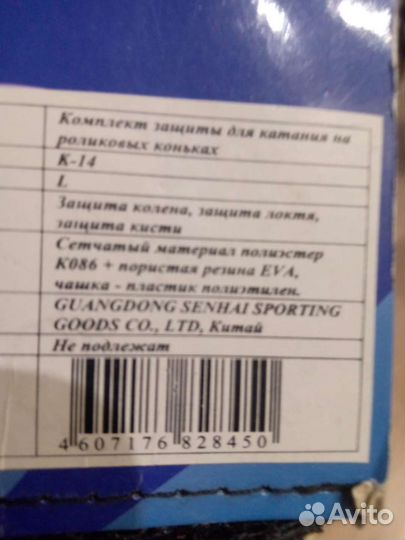 Комплект защиты для катания на
роликовых коньках
К-14
L
Защита колена, защита локтя,
защита кисти
Сетчатый материал полиэстер
К086 + пористая резина EVA,
чашка - пластик полиэтилен.
GUANGDONG SENHAI SPORTING
GOODS CO., LTD, Китай
Не подлежат
4 607176 828450
Avito